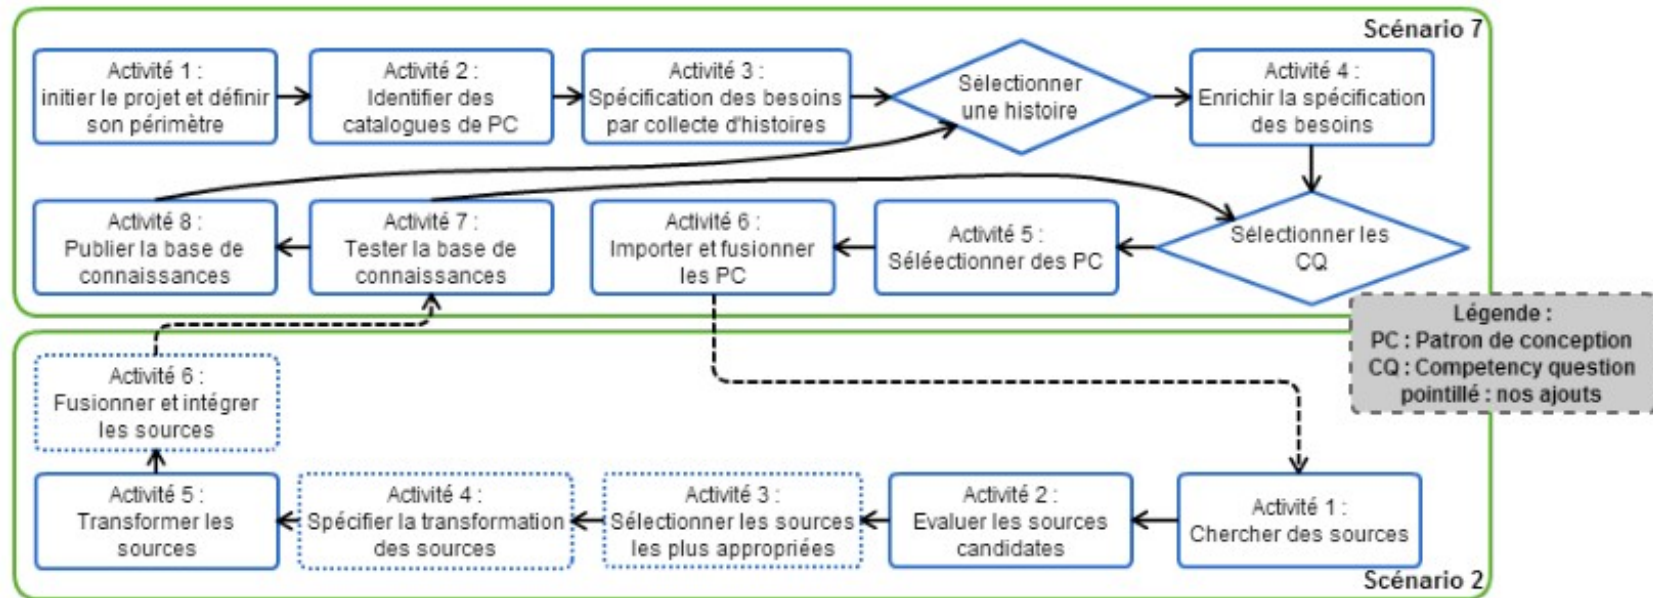 Scénario 7
Activité 1 :
initier le projet et définir
son périmètre
Activité 2 :
Identifier des
catalogues de PC
Activité 3 :
Spécification des besoins
par collecte d'histoires
Sélectionner
une histoire
Activité 4 :
Enrichir la spécification
des besoins
Activité 8 :
Publier la base de
connaissances
Activité 7 :
Tester la base de
connaissances
Activité 6 :
Importer et fusionner
les PC
Activité 5 :
Séléectionner des PC
Sélectionner les
CQ
Légende :
PC : Patron de conception
CQ : Competency question
pointillé : nos ajouts
Activité 6 :
Fusionner et intégrer
les sources
Activité 5 :
Transformer les
sources
Activité 4 :
Spécifier la transformation
des sources
Activité 3 :
Sélectionner les sources
les plus appropriées
Activité 2 :
Evaluer les sources
candidates
Activité 1 :
Chercher des sources
Scénario 2